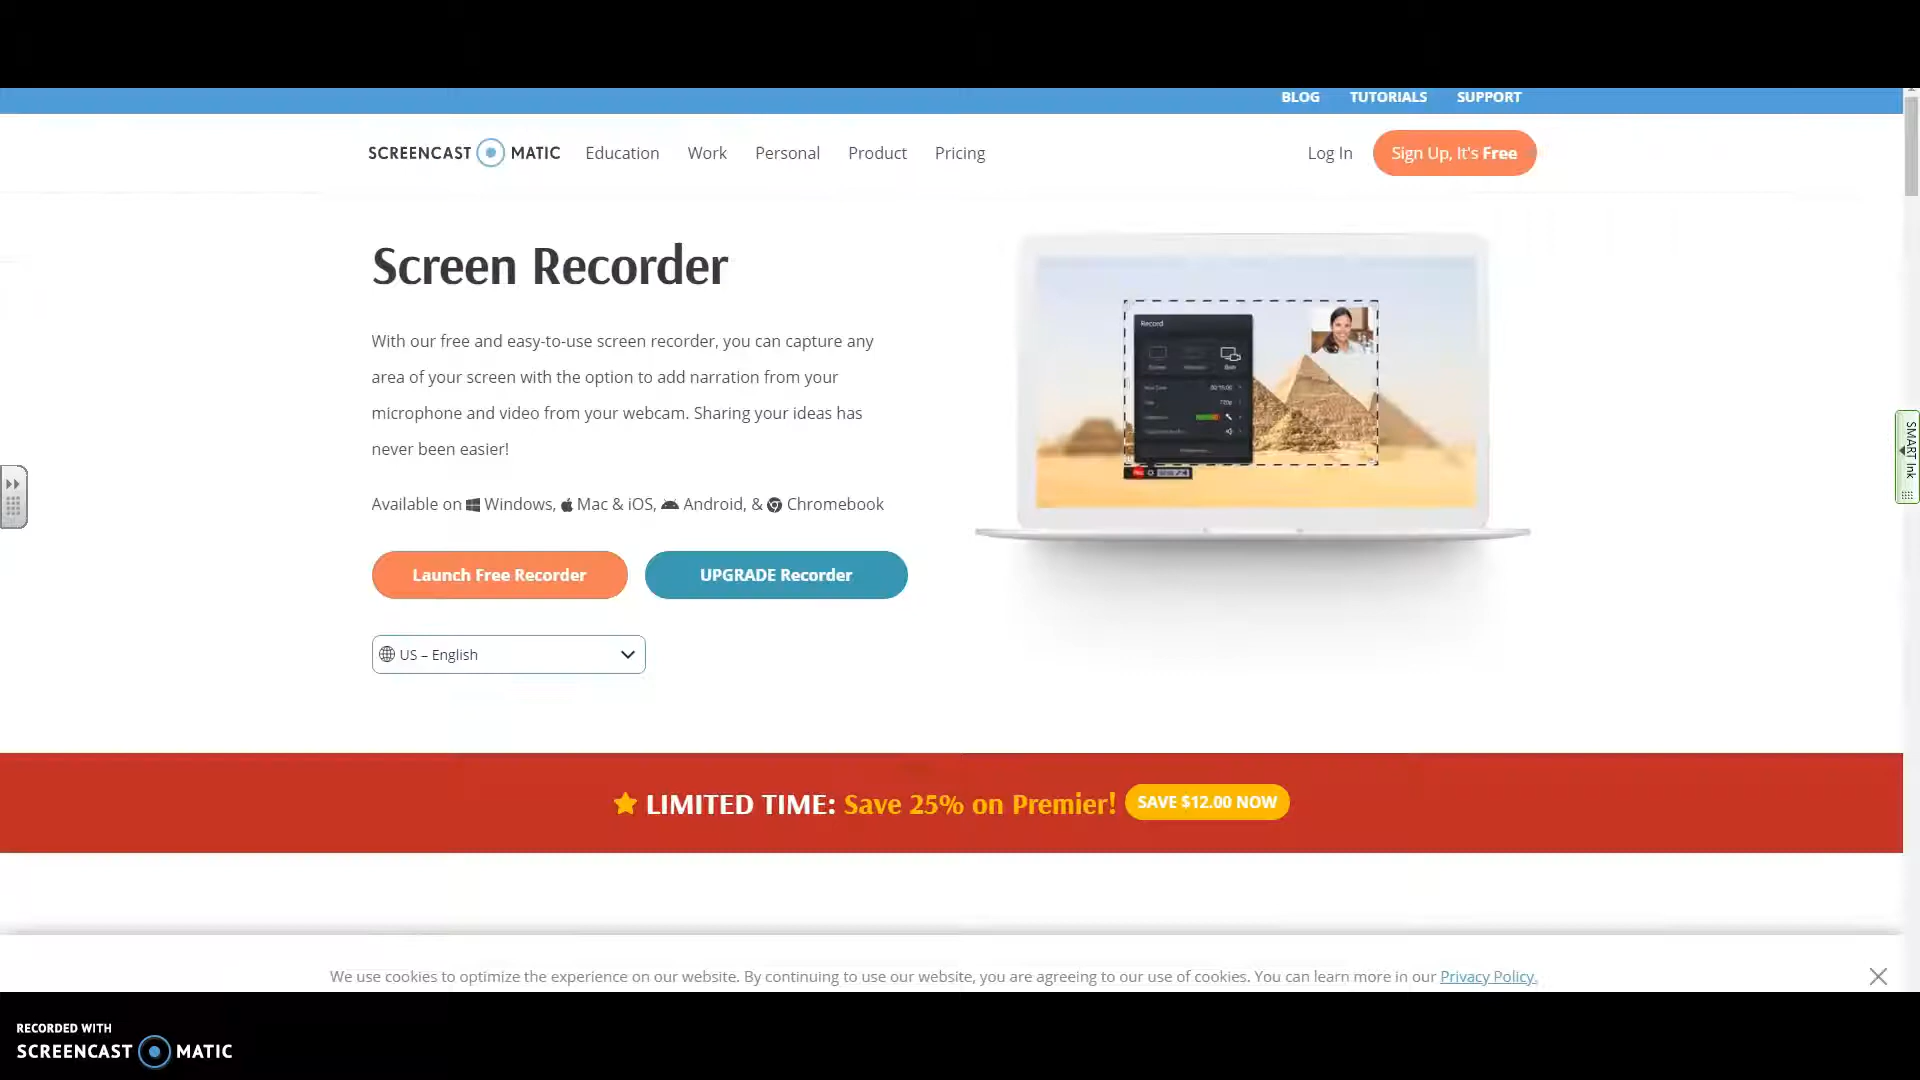 BLOG TUTORIALS SUPPORT
SCREENCAST MATIC Education Work Personal Product Pricing Log In Sign Up, It's Free
Screen Recorder
With our free and easy-to-use screen recorder, you can capture any
area of your screen with the option to add narration from your
microphone and video from your webcam. Sharing your ideas has
never been easier!
Available on Windows, Mac & iOS, Android, & Chromebook
Launch Free Recorder UPGRADE Recorder
US – English
Record
SMART Ink
LIMITED TIME: Save 25% on Premier! SAVE $12.00 NOW
We use cookies to optimize the experience on our website. By continuing to use our website, you are agreeing to our use of cookies. You can learn more in our Privacy Policy.
RECORDED WITH
SCREENCAST MATIC